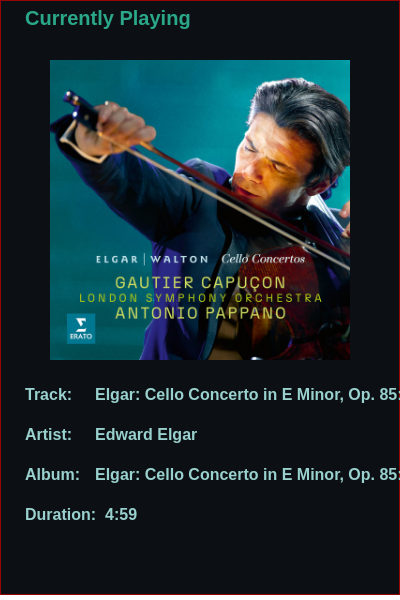 Currently Playing
ELGAR | WALTON Cello Concertos
GAUTIER CAPUÇON
LONDON SYMPHONY ORCHESTRA
ANTONIO PAPPANO
ERATO
Track: Elgar: Cello Concerto in E Minor, Op. 85:
Artist: Edward Elgar
Album: Elgar: Cello Concerto in E Minor, Op. 85:
Duration: 4:59